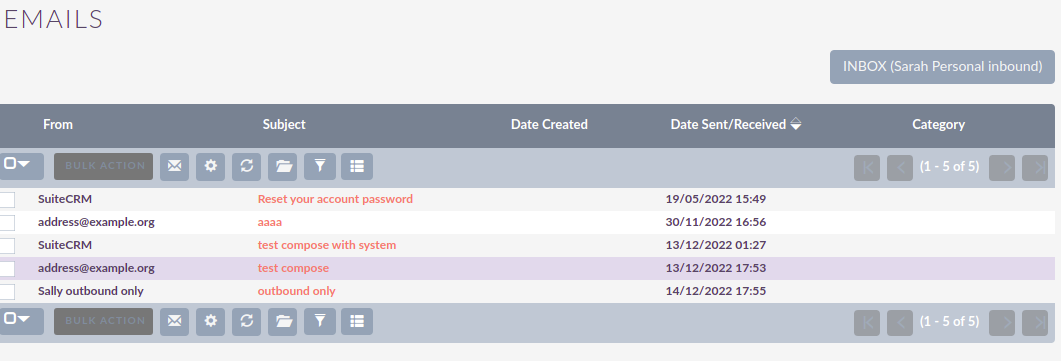 EMAILS
INBOX (Sarah Personal inbound)
From Subject Date Created Date Sent/Received Category
BULK ACTION (1 - 5 of 5)
SuiteCRM Reset your account password 19/05/2022 15:49
address@example.org aaaa 30/11/2022 16:56
SuiteCRM test compose with system 13/12/2022 01:27
address@example.org test compose 13/12/2022 17:53
Sally outbound only outbound only 14/12/2022 17:55
BULK ACTION (1 - 5 of 5)